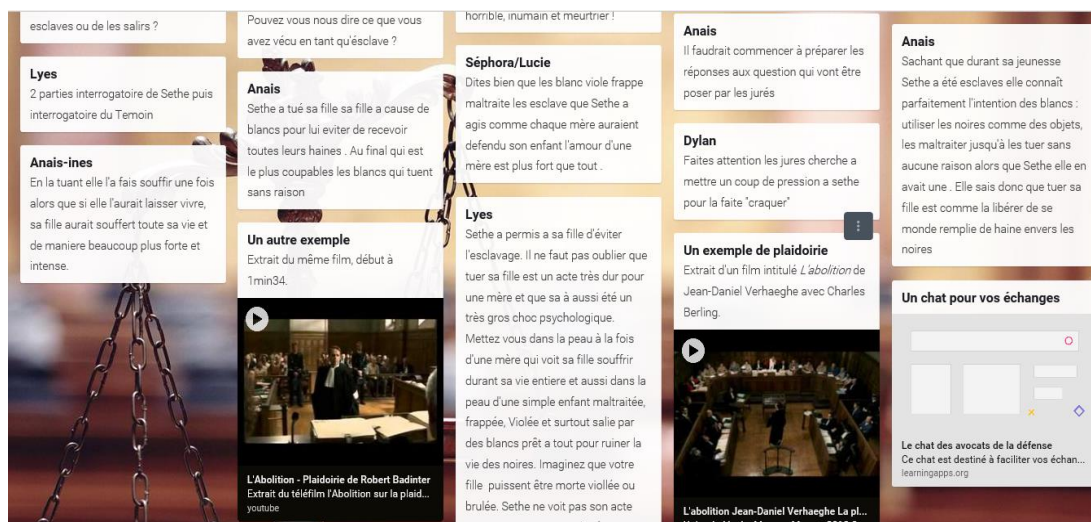 esclaves ou de les salirs ?
Lyes
2 parties interrogatoire de Sethe puis
interrogatoire du Temoin
Anais-ines
En la tuant elle l'a fais souffir une fois
alors que si elle l'aurait laisser vivre,
sa fille aurait souffert toute sa vie et
de maniere beaucoup plus forte et
intense.
Pouvez vous nous dire ce que vous
avez vécu en tant qu'ésclave ?
Anais
Sethe a tué sa fille sa fille a cause de
blancs pour lui eviter de recevoir
toutes leurs haines . Au final qui est
le plus coupables les blancs qui tuent
sans raison
Un autre exemple
Extrait du même film, début à
1min34.
L'Abolition - Plaidoirie de Robert Badinter
Extrait du téléfilm l'Abolition sur la plaid...
youtube
horrible, inumain et meurtrier !
Séphora/Lucie
Dites bien que les blanc viole frappe
maltraite les esclave que Sethe a
agis comme chaque mère auraient
defendu son enfant l'amour d'une
mère est plus fort que tout .
Lyes
Sethe a permis a sa fille d'éviter
l'esclavage. Il ne faut pas oublier que
tuer sa fille est un acte très dur pour
une mère et que sa à aussi été un
très gros choc psychologique.
Mettez vous dans la peau à la fois
d'une mère qui voit sa fille souffrir
durant sa vie entiere et aussi dans la
peau d'une simple enfant maltraitée,
frappée, Violée et surtout salie par
des blancs prêt a tout pour ruiner la
vie des noires. Imaginez que votre
fille puissent être morte viollée ou
brulée. Sethe ne voit pas son acte
Anais
Il faudrait commencer à préparer les
réponses aux question qui vont être
poser par les jurés
Dylan
Faites attention les jures cherche a
mettre un coup de pression a sethe
pour la faite "craquer"
Un exemple de plaidoirie
Extrait d'un film intitulé L'abolition de
Jean-Daniel Verhaeghe avec Charles
Berling.
L'abolition Jean-Daniel Verhaeghe La pl...
Anais
Sachant que durant sa jeunesse
Sethe a été esclaves elle connaît
parfaitement l'intention des blancs :
utiliser les noires comme des objets,
les maltraiter jusqu'à les tuer sans
aucune raison alors que Sethe elle en
avait une . Elle sais donc que tuer sa
fille est comme la libérer de se
monde remplie de haine envers les
noires
Un chat pour vos échanges
Le chat des avocats de la défense
Ce chat est destiné à faciliter vos échan...
learningapps.org